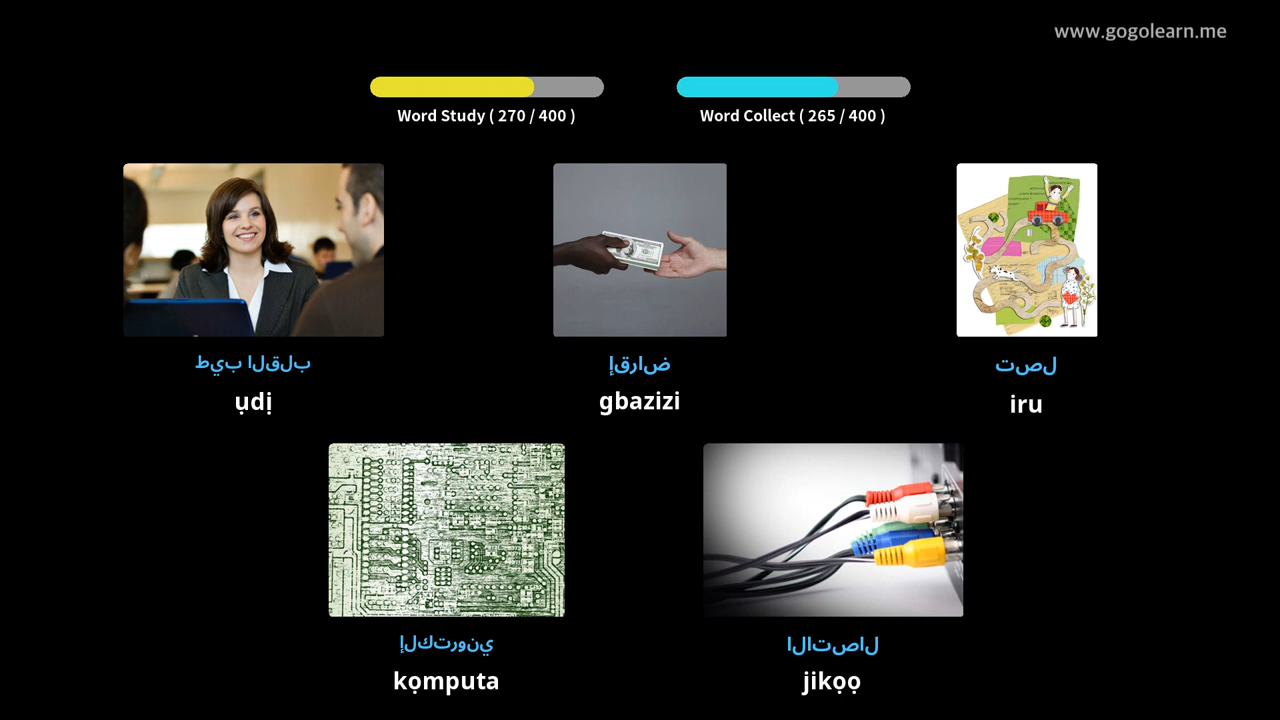 www.gogolearn.me
Word Study ( 270 / 400 )
Word Collect ( 265 / 400 )
طيب القلب
ụdị
إقراض
gbazizi
تصل
iru
إلكتروني
kọmputa
الاتصال
jikọọ